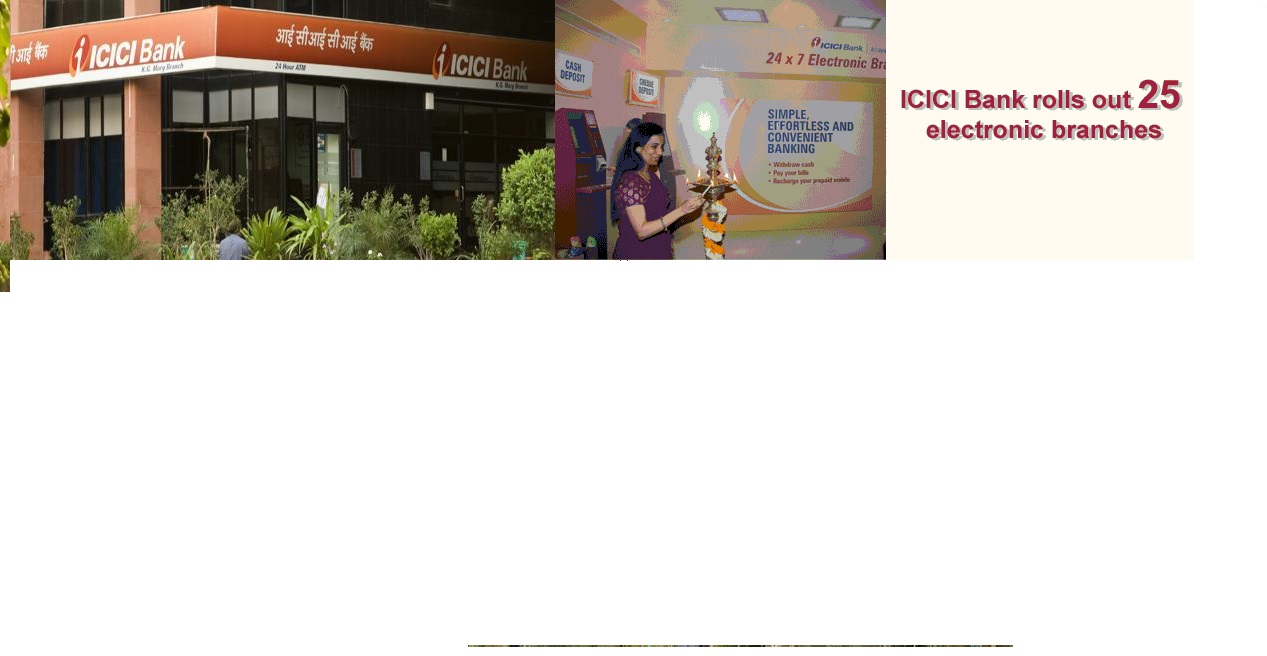 सी आई बैंक
ICICI Bank
K.G. Marg Branch
आई सी आई सी आई बैंक
24 Hour ATM
ICICI Bank
K.G. Marg Branch
CASH
DEPOSIT
CHEQUE
DEPOSIT
ICICI Bank
24 x 7 Electronic Bra
SIMPLE,
EFFORTLESS AND
CONVENIENT
BANKING
• Withdraw cash
• Pay your bills
• Recharge your prepaid mobile
ICICI Bank rolls out 25
electronic branches